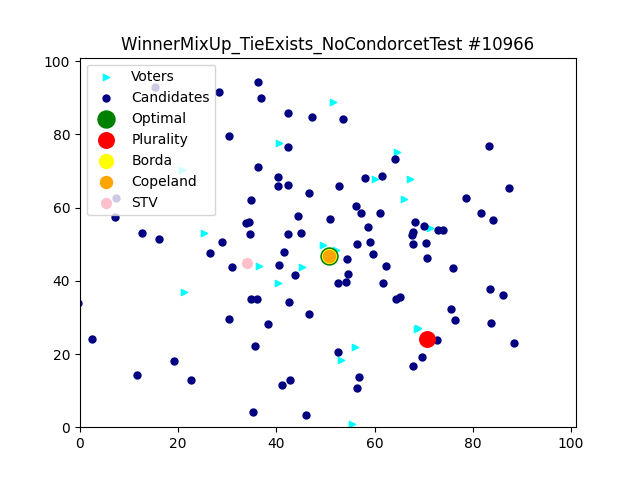 WinnerMixUp_TieExists_NoCondorcetTest #10966
100
80
60
40
20
0
0
20
40
60
80
100
Voters
Candidates
Optimal
Plurality
Borda
Copeland
STV